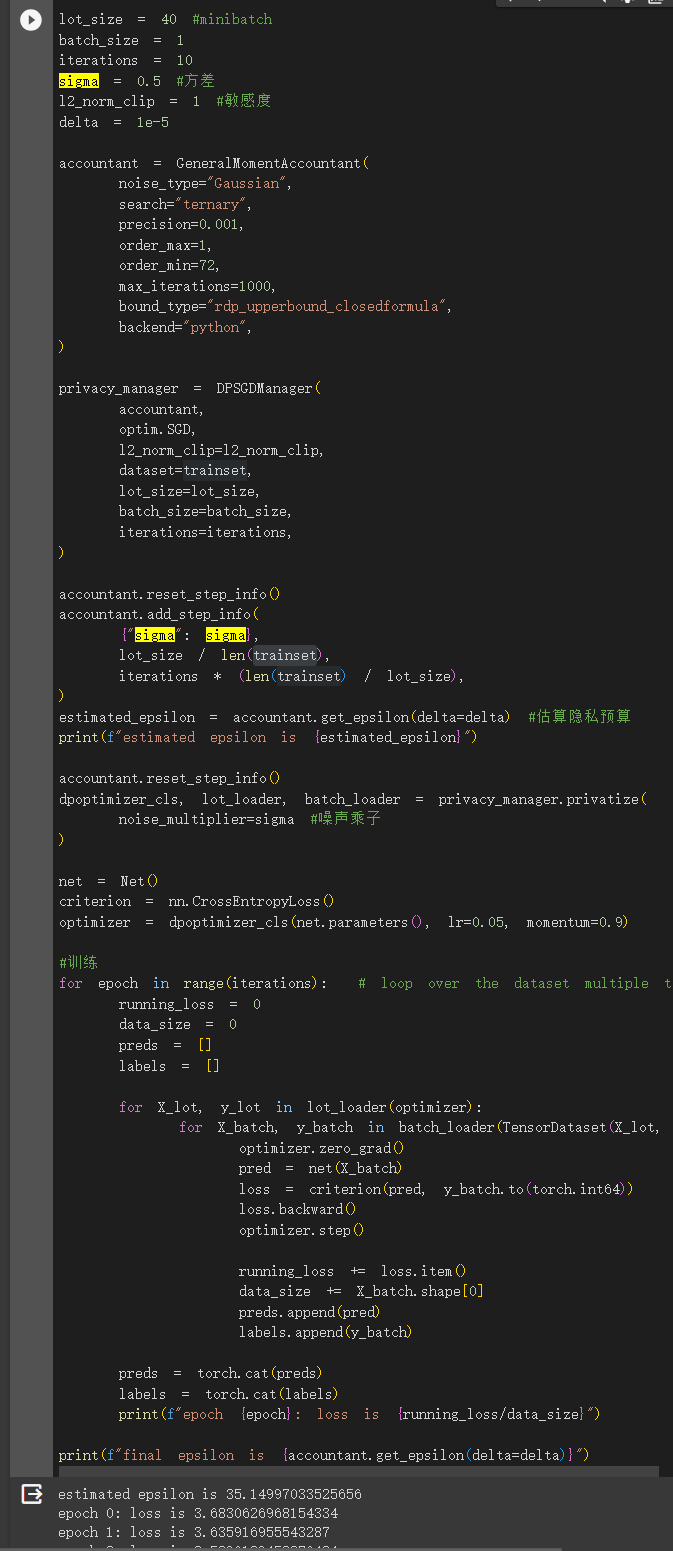 lot_size = 40 #minibatch
batch_size = 1
iterations = 10
sigma = 0.5 #方差
l2_norm_clip = 1 #敏感度
delta = 1e-5

accountant = GeneralMomentAccountant(
        noise_type="Gaussian",
        search="ternary",
        precision=0.001,
        order_max=1,
        order_min=72,
        max_iterations=1000,
        bound_type="rdp_upperbound_closedformula",
        backend="python",
)

privacy_manager = DPSGDManager(
        accountant,
        optim.SGD,
        l2_norm_clip=l2_norm_clip,
        dataset=trainset,
        lot_size=lot_size,
        batch_size=batch_size,
        iterations=iterations,
)

accountant.reset_step_info()
accountant.add_step_info(
        {"sigma": sigma},
        lot_size / len(trainset),
        iterations * (len(trainset) / lot_size),
)
estimated_epsilon = accountant.get_epsilon(delta=delta) #估算隐私预算
print(f"estimated epsilon is {estimated_epsilon}")

accountant.reset_step_info()
dpoptimizer_cls, lot_loader, batch_loader = privacy_manager.privatize(
        noise_multiplier=sigma #噪声乘子
)

net = Net()
criterion = nn.CrossEntropyLoss()
optimizer = dpoptimizer_cls(net.parameters(), lr=0.05, momentum=0.9)

#训练
for epoch in range(iterations): # loop over the dataset multiple t
        running_loss = 0
        data_size = 0
        preds = []
        labels = []

        for X_lot, y_lot in lot_loader(optimizer):
                for X_batch, y_batch in batch_loader(TensorDataset(X_lot,
                        optimizer.zero_grad()
                        pred = net(X_batch)
                        loss = criterion(pred, y_batch.to(torch.int64))
                        loss.backward()
                        optimizer.step()

                        running_loss += loss.item()
                        data_size += X_batch.shape[0]
                        preds.append(pred)
                        labels.append(y_batch)

        preds = torch.cat(preds)
        labels = torch.cat(labels)
        print(f"epoch {epoch}: loss is {running_loss/data_size}")

print(f"final epsilon is {accountant.get_epsilon(delta=delta)}")
estimated epsilon is 35.14997033525656
epoch 0: loss is 3.6830626968154334
epoch 1: loss is 3.635916955543287